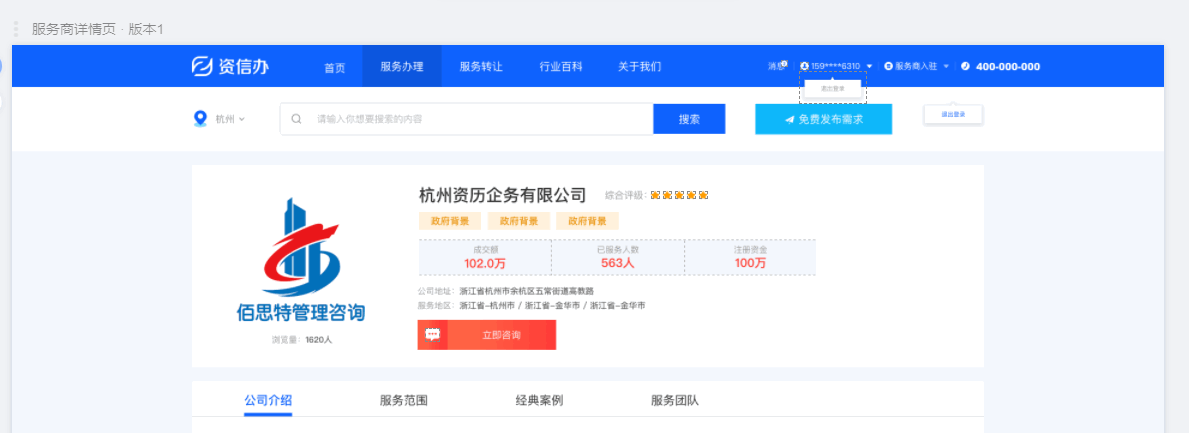 服务商详情页 · 版本1
资信办 首页 服务办理 服务转让 行业百科 关于我们 消息 159****6310 服务商入驻 400-000-000
退出登录
杭州 请输入你想要搜索的内容 搜索 免费发布需求 退出登录
杭州资历企务有限公司 综合评级:
政府背景 政府背景 政府背景
成交额 已服务人数 注册资金
102.0万 563人 100万
公司地址: 浙江省杭州市余杭区五常街道高教路
服务地区: 浙江省-杭州市 / 浙江省-金华市 / 浙江省-金华市
佰思特管理咨询
立即咨询
浏览量: 1620人
公司介绍 服务范围 经典案例 服务团队